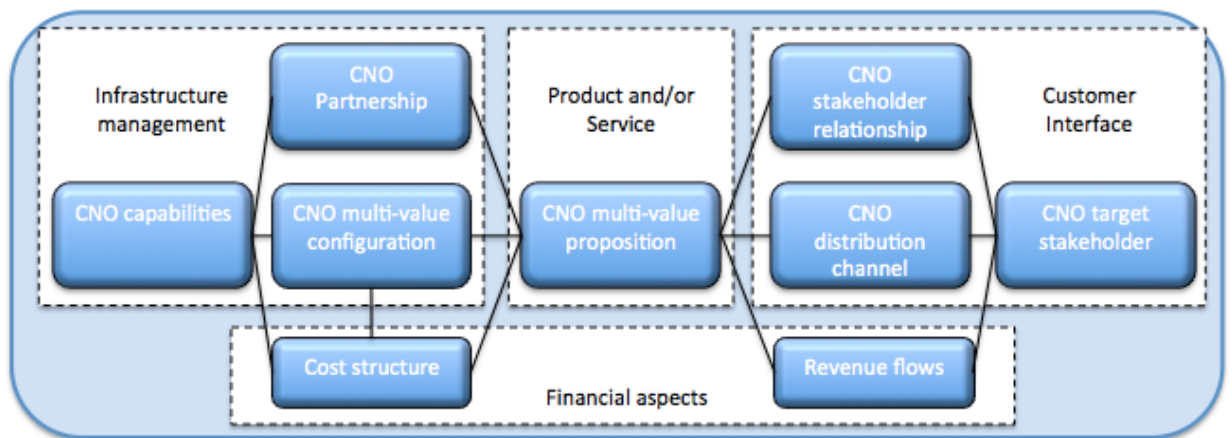 Infrastructure
management
CNO
Partnership
CNO capabilities
CNO multi-value
configuration
Product and/or
Service
CNO multi-value
proposition
CNO
stakeholder
relationship
Customer
Interface
CNO
distribution
channel
CNO target
stakeholder
Cost structure
Financial aspects
Revenue flows